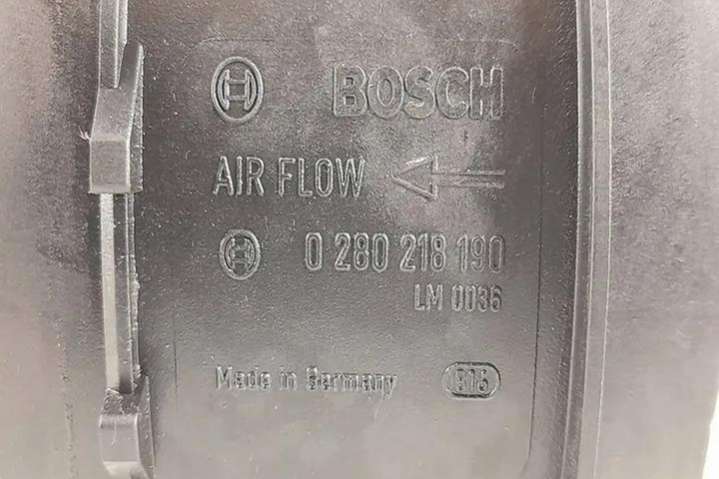 BOSCH
AIR FLOW
0 280 218 190
LM 0036
Made in Germany